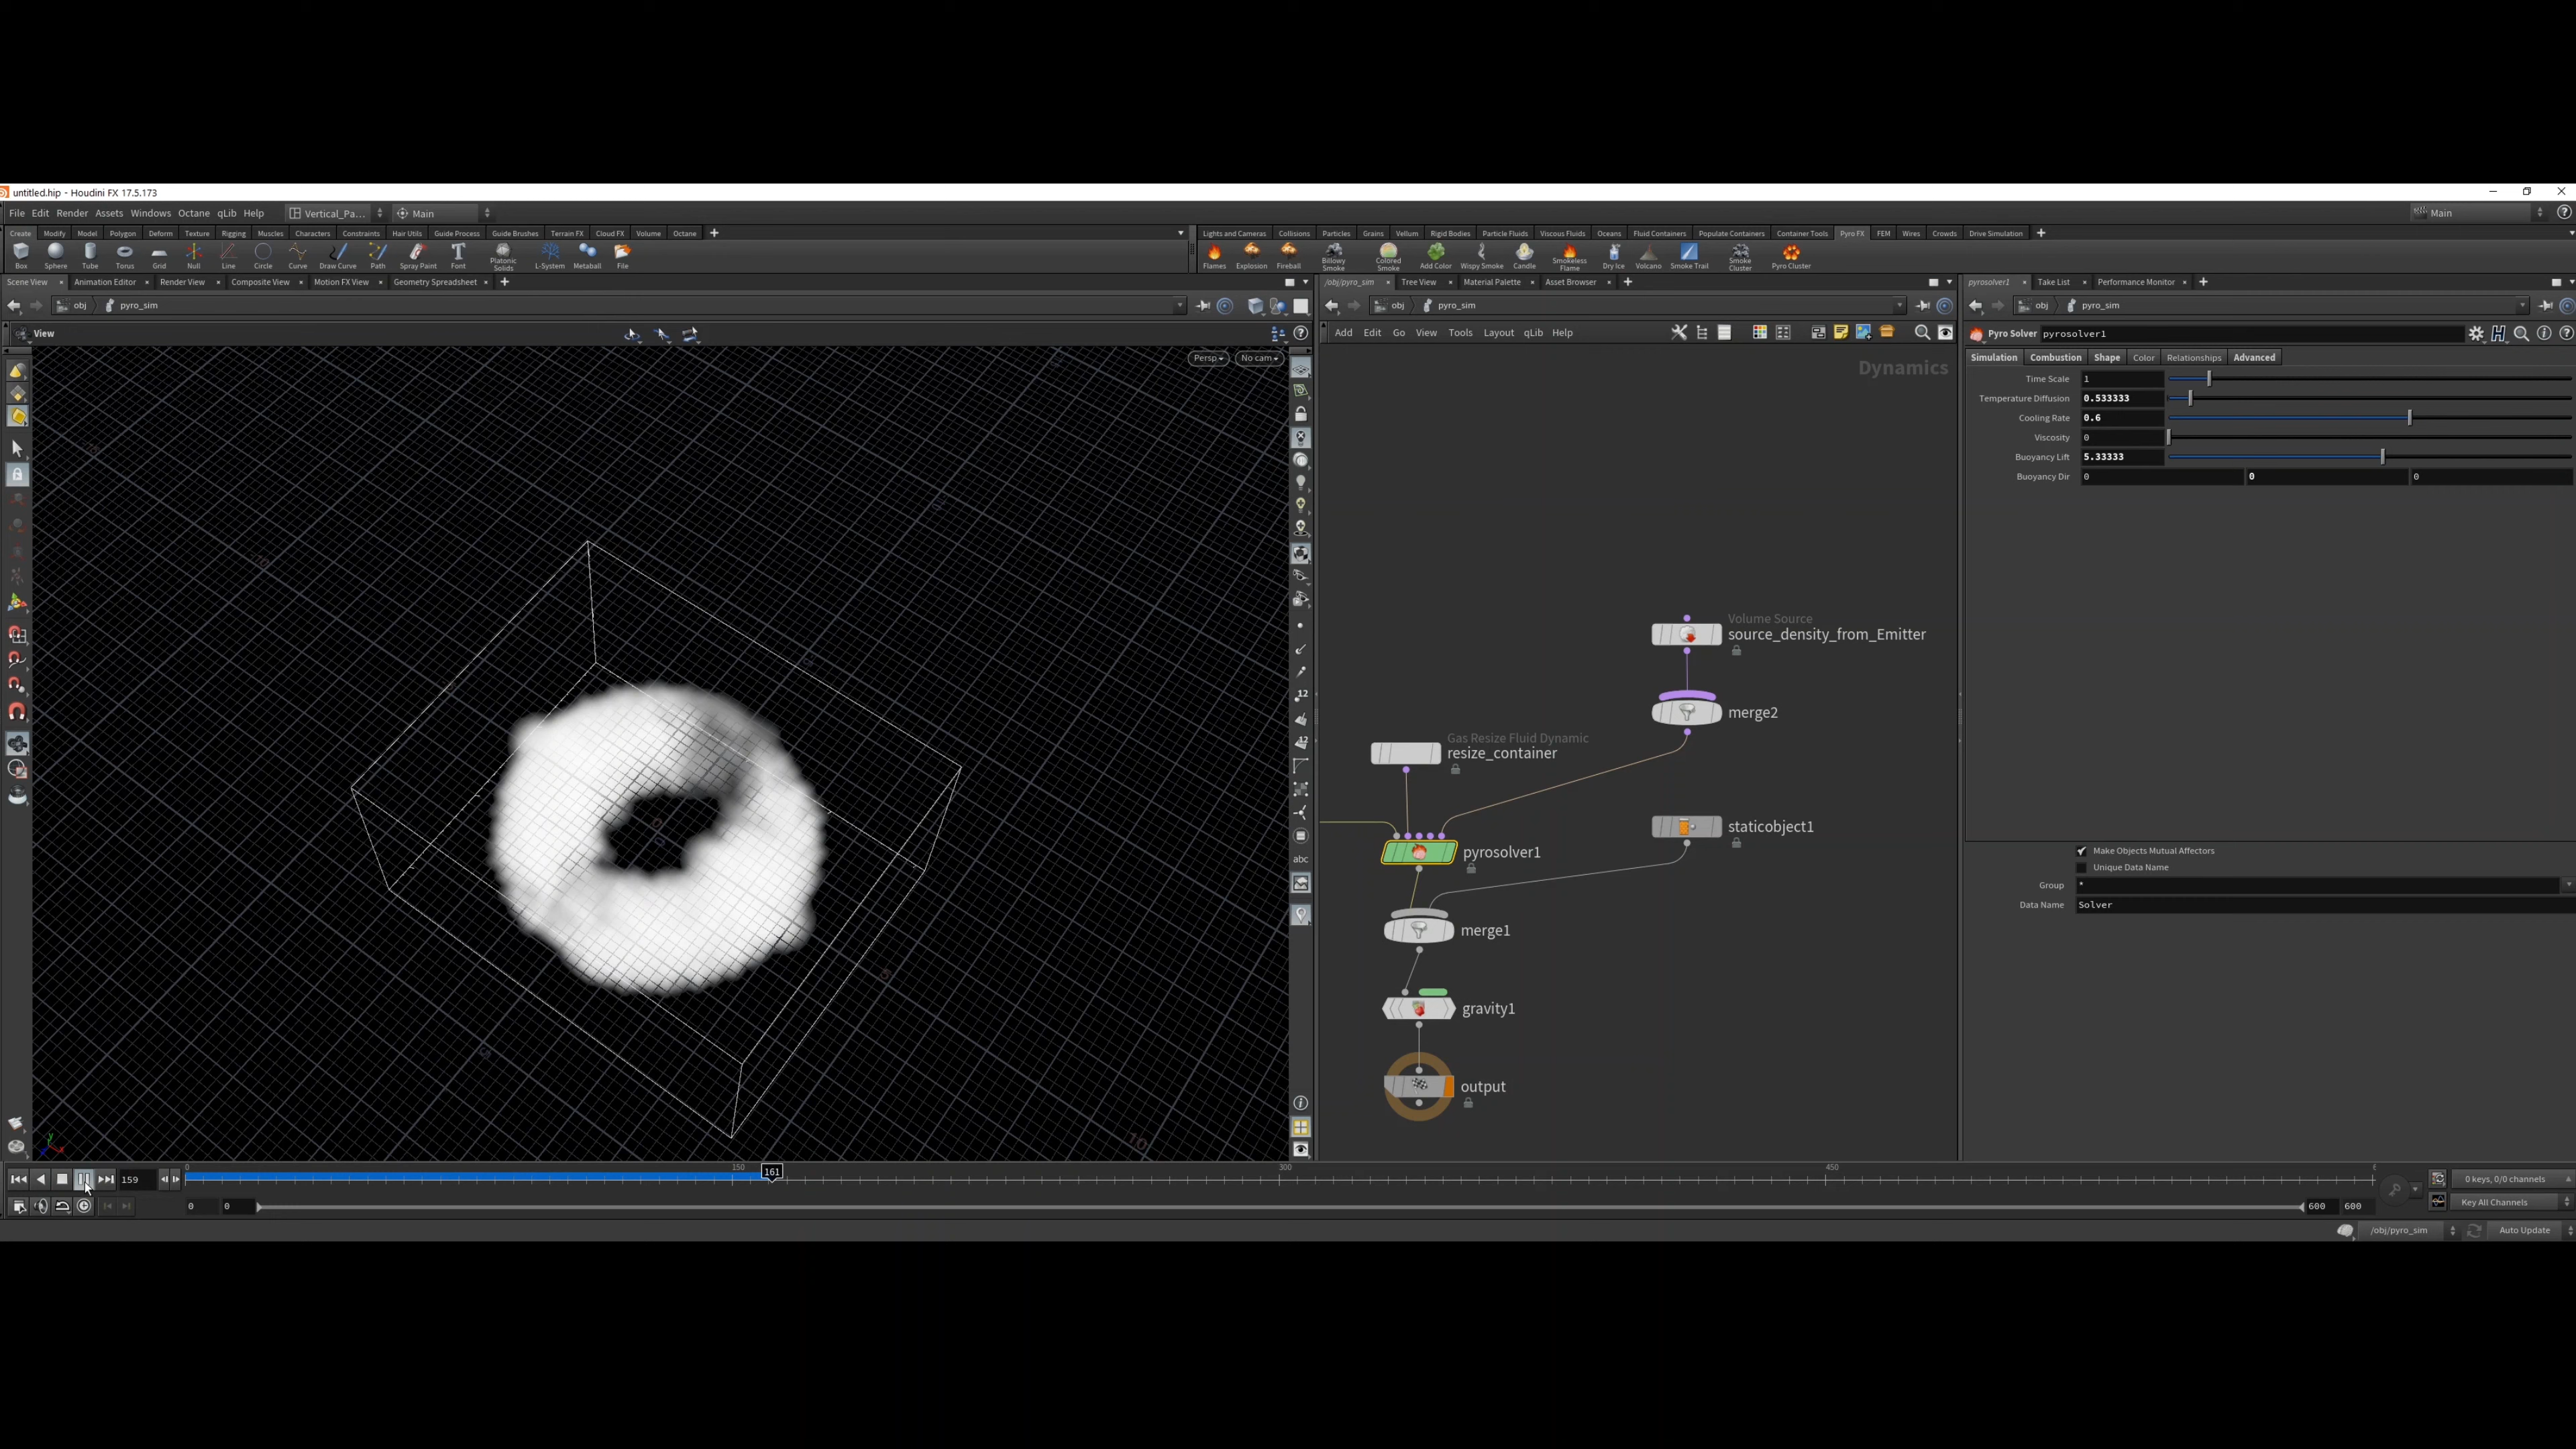 untitled.hip - Houdini FX 17.5.173
File Edit Render Assets Windows Octane qLib Help Vertical_Pa... Main Main
Create Modify Model Polygon Deform Texture Rigging Muscles Characters Constraints Hair Utils Guide Process Guide Brushes Terrain FX Cloud FX Volume Octane
Lights and Cameras Collisions Particles Grains Vellum Rigid Bodies Particle Fluids Viscous Fluids Oceans Fluid Containers Populate Containers Container Tools Pyro FX FEM Wires Crowds Drive Simulation
Box Sphere Tube Torus Grid Null Line Circle Curve Draw Curve Path Spray Paint Font Platonic Solids L-System Metaball File
Flames Explosion Fireball Billowy Smoke Colored Smoke Add Color Wispy Smoke Candle Smokeless Flame Dry Ice Volcano Smoke Trail Smoke Cluster Pyro Cluster
Scene View Animation Editor Render View Composite View Motion FX View Geometry Spreadsheet
/obj/pyro_sim Tree View Material Palette Asset Browser
pyrosolver1 Take List Performance Monitor
obj pyro_sim
obj pyro_sim
obj pyro_sim
View
Persp No cam
Add Edit Go View Tools Layout qLib Help
Dynamics
Volume Source
source_density_from_Emitter
merge2
Gas Resize Fluid Dynamic
resize_container
staticobject1
pyrosolver1
merge1
gravity1
output
Pyro Solver pyrosolver1
Simulation Combustion Shape Color Relationships Advanced
Time Scale 1
Temperature Diffusion 0.533333
Cooling Rate 0.6
Viscosity 0
Buoyancy Lift 5.33333
Buoyancy Dir 0 0 0
Make Objects Mutual Affectors
Unique Data Name
Group *
Data Name Solver
12
12
abc
10
159
0 150 161 300 450
0 0 600 600
0 keys, 0/0 channels
Key All Channels
/obj/pyro_sim Auto Update